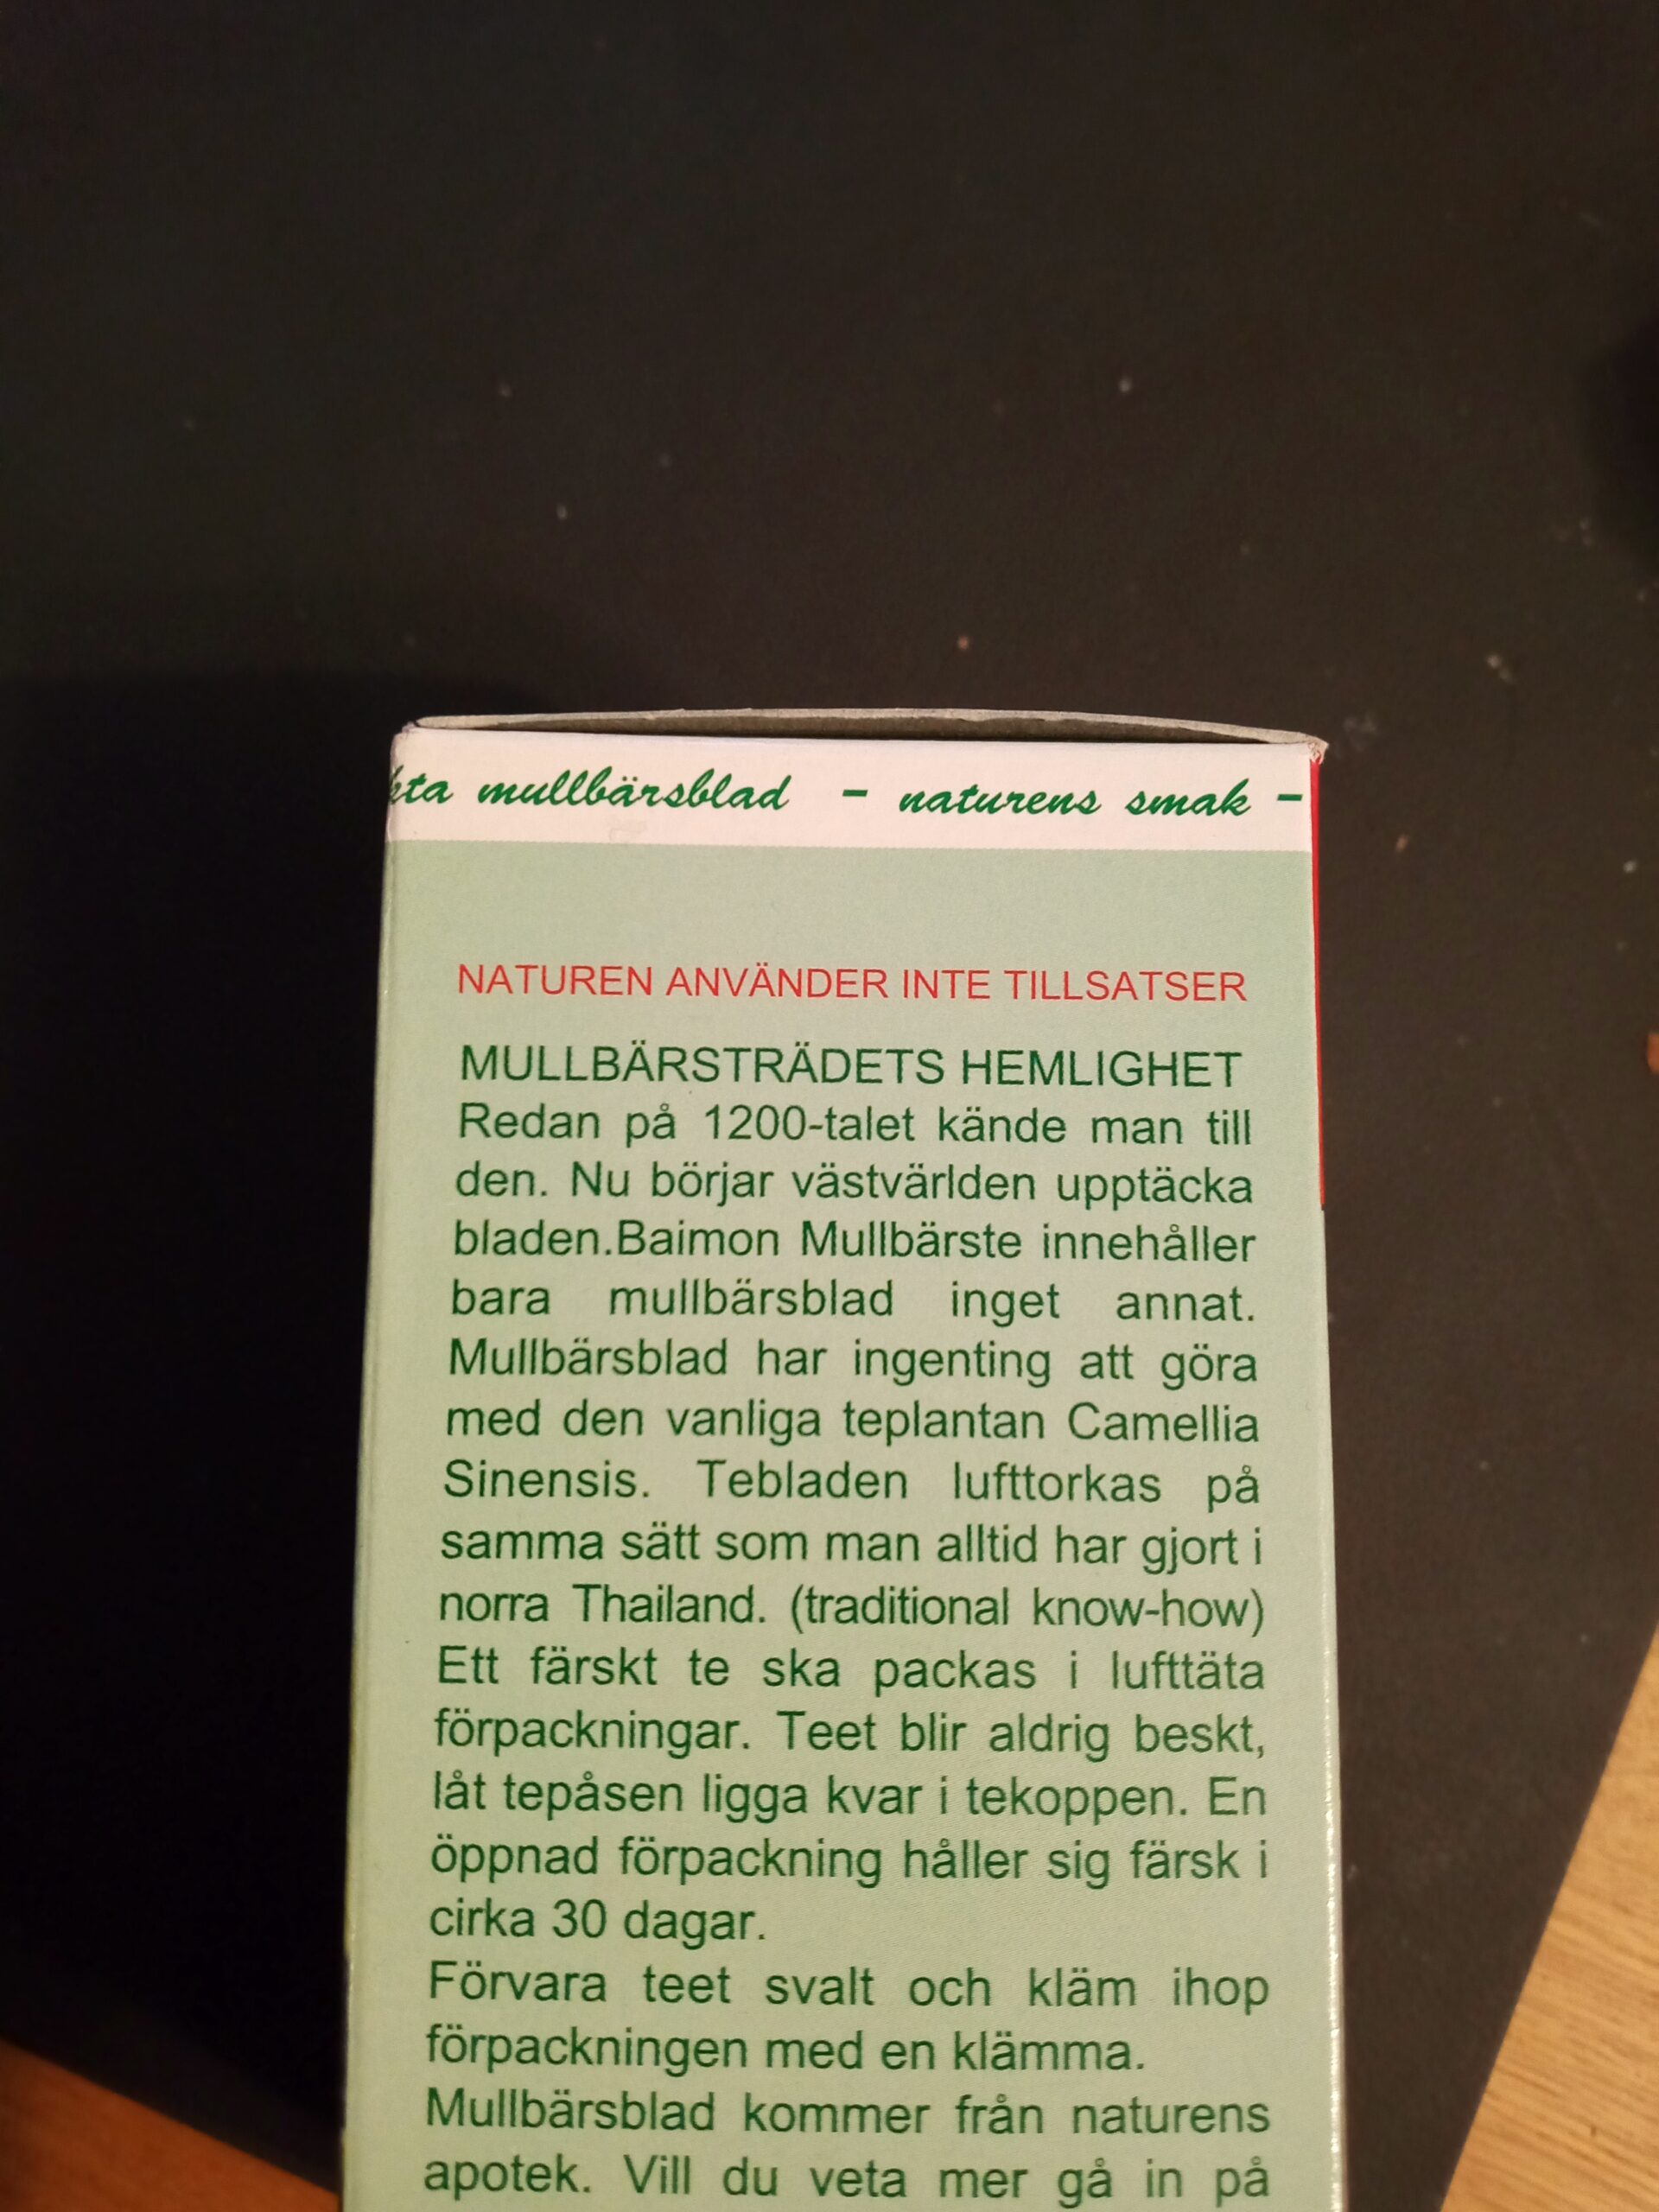 mullbärsblad - naturens smak -
NATUREN ANVÄNDER INTE TILLSATSER
MULLBÄRSTRÄDETS HEMLIGHET
Redan på 1200-talet kände man till
den. Nu börjar västvärlden upptäcka
bladen.Baimon Mullbärste innehåller
bara mullbärsblad inget annat.
Mullbärsblad har ingenting att göra
med den vanliga teplantan Camellia
Sinensis. Tebladen lufttorkas på
samma sätt som man alltid har gjort i
norra Thailand. (traditional know-how)
Ett färskt te ska packas i lufttäta
förpackningar. Teet blir aldrig beskt,
låt tepåsen ligga kvar i tekoppen. En
öppnad förpackning håller sig färsk i
cirka 30 dagar.
Förvara teet svalt och kläm ihop
förpackningen med en klämma.
Mullbärsblad kommer från naturens
apotek. Vill du veta mer gå in på